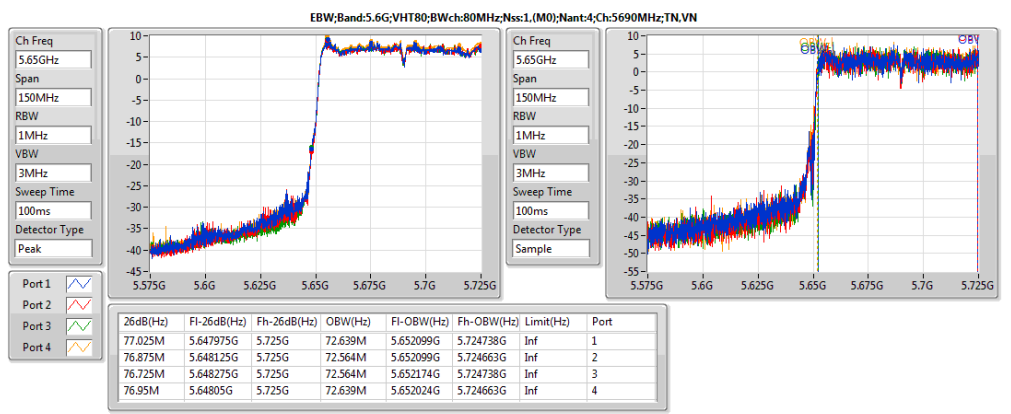 EBW;Band:5.6G;VHT80;BWch:80MHz;Nss:1,(M0);Nant:4;Ch:5690MHz;TN,VN
Ch Freq
5.65GHz
Span
150MHz
RBW
1MHz
VBW
3MHz
Sweep Time
100ms
Detector Type
Peak
10
5
0
-5
-10
-15
-20
-25
-30
-35
-40
-45
5.575G 5.6G 5.625G 5.65G 5.675G 5.7G 5.725G
Ch Freq
5.65GHz
Span
150MHz
RBW
1MHz
VBW
3MHz
Sweep Time
100ms
Detector Type
Sample
10
5
0
-5
-10
-15
-20
-25
-30
-35
-40
-45
-50
-55
5.575G 5.6G 5.625G 5.65G 5.675G 5.7G 5.725G
Port 1
Port 2
Port 3
Port 4
26dB(Hz) Fl-26dB(Hz) Fh-26dB(Hz) OBW(Hz) Fl-OBW(Hz) Fh-OBW(Hz) Limit(Hz) Port
77.025M 5.647975G 5.725G 72.639M 5.652099G 5.724738G Inf 1
76.875M 5.648125G 5.725G 72.564M 5.652099G 5.724663G Inf 2
76.725M 5.648275G 5.725G 72.564M 5.652174G 5.724738G Inf 3
76.95M 5.64805G 5.725G 72.639M 5.652024G 5.724663G Inf 4